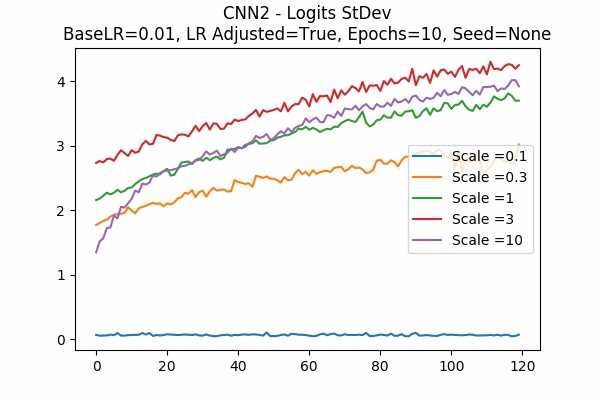 CNN2 - Logits StDev
BaseLR=0.01, LR Adjusted=True, Epochs=10, Seed=None
4
3
2
1
0
Scale =0.1
Scale =0.3
Scale =1
Scale =3
Scale =10
0 20 40 60 80 100 120